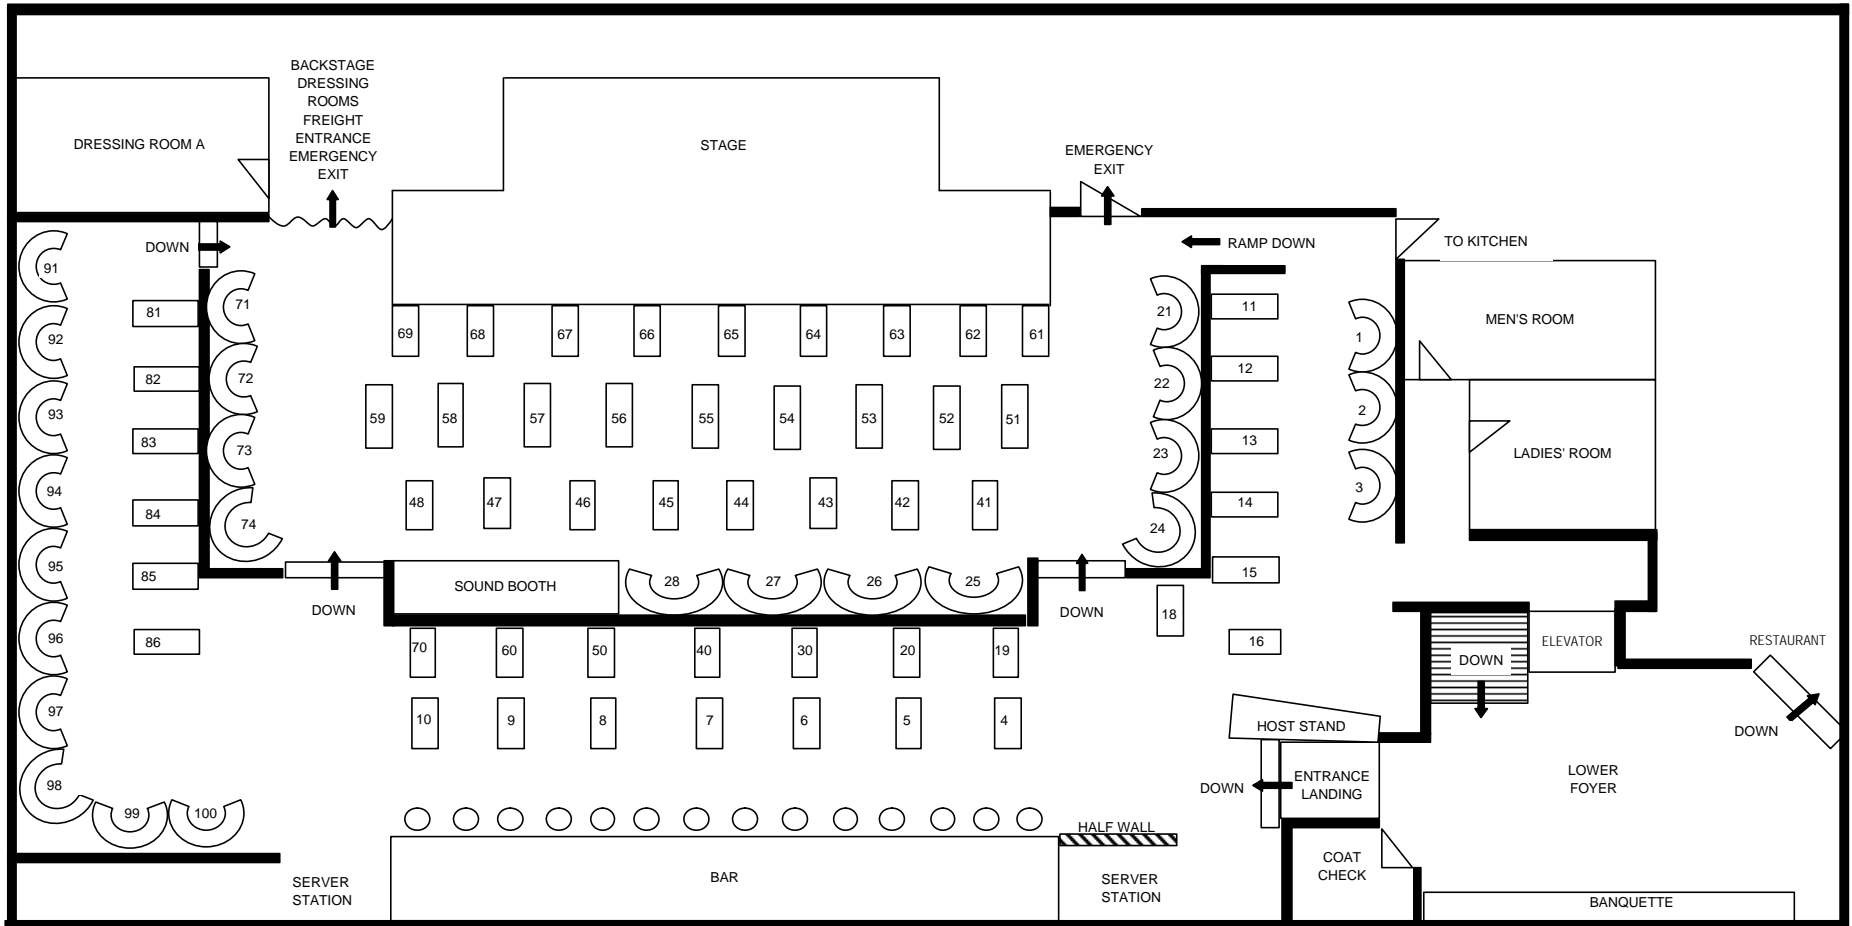 BACKSTAGE
DRESSING
ROOMS
FREIGHT
ENTRANCE
EMERGENCY
EXIT
DRESSING ROOM A
STAGE
EMERGENCY
EXIT
DOWN
RAMP DOWN
TO KITCHEN
91
81
71
69
68
67
66
65
64
63
62
61
21
11
1
MEN'S ROOM
92
82
72
59
58
57
56
55
54
53
52
51
22
12
2
93
83
73
23
13
LADIES' ROOM
94
84
74
48
47
46
45
44
43
42
41
24
14
3
95
85
SOUND BOOTH
28
27
26
25
15
DOWN
DOWN
18
96
86
70
60
50
40
30
20
19
16
ELEVATOR
RESTAURANT
DOWN
97
10
9
8
7
6
5
4
HOST STAND
DOWN
98
DOWN
ENTRANCE
LANDING
LOWER
FOYER
99
100
HALF WALL
BAR
COAT
CHECK
SERVER
STATION
SERVER
STATION
BANQUETTE